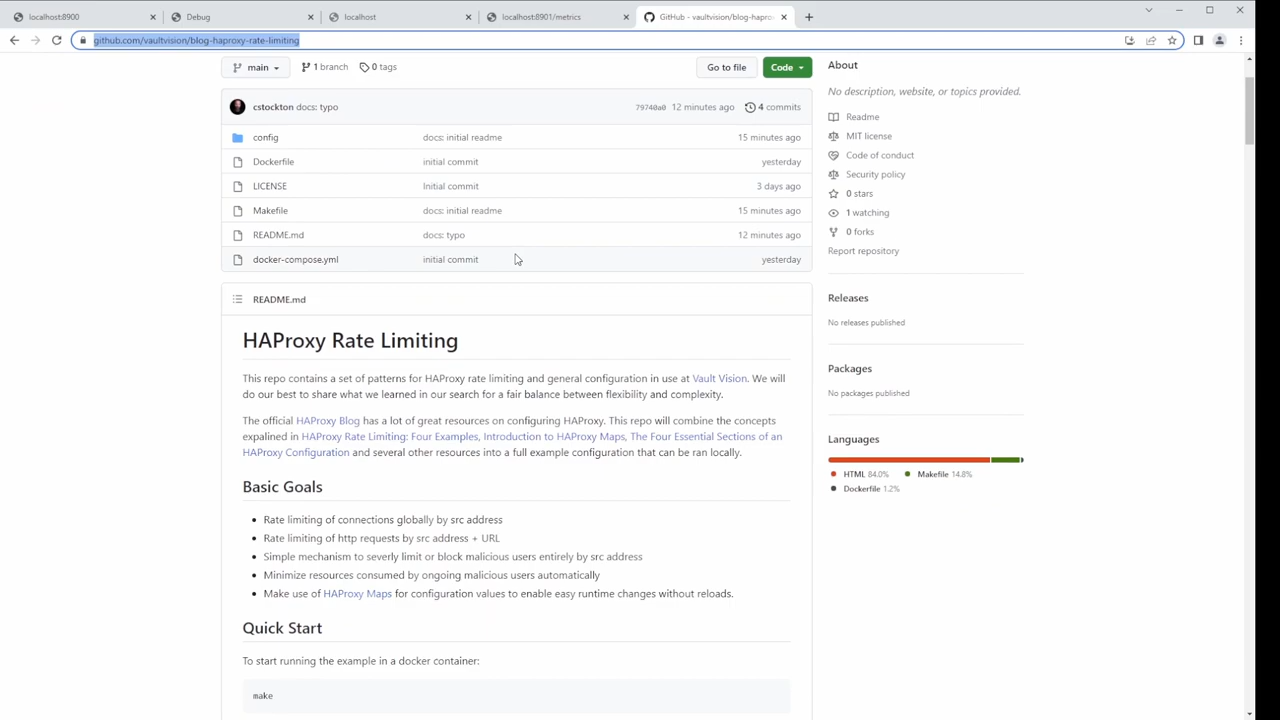 localhost:8900
Debug
localhost
localhost:8901/metrics
GitHub - vaultvision/blog-hapro
github.com/vaultvision/blog-haproxy-rate-limiting
main
1 branch
0 tags
Go to file
Code
cstockton docs: typo
79740a0 12 minutes ago
4 commits
config
docs: initial readme
15 minutes ago
Dockerfile
initial commit
yesterday
LICENSE
Initial commit
3 days ago
Makefile
docs: initial readme
15 minutes ago
README.md
docs: typo
12 minutes ago
docker-compose.yml
initial commit
yesterday
README.md
HAProxy Rate Limiting
This repo contains a set of patterns for HAProxy rate limiting and general configuration in use at Vault Vision. We will
do our best to share what we learned in our search for a fair balance between flexibility and complexity.
The official HAProxy Blog has a lot of great resources on configuring HAProxy. This repo will combine the concepts
expalined in HAProxy Rate Limiting: Four Examples, Introduction to HAProxy Maps, The Four Essential Sections of an
HAProxy Configuration and several other resources into a full example configuration that can be ran locally.
Basic Goals
• Rate limiting of connections globally by src address
• Rate limiting of http requests by src address + URL
• Simple mechanism to severly limit or block malicious users entirely by src address
• Minimize resources consumed by ongoing malicious users automatically
• Make use of HAProxy Maps for configuration values to enable easy runtime changes without reloads.
Quick Start
To start running the example in a docker container:
make
About
No description, website, or topics provided.
Readme
MIT license
Code of conduct
Security policy
0 stars
1 watching
0 forks
Report repository
Releases
No releases published
Packages
No packages published
Languages
HTML 84.0%
Makefile 14.8%
Dockerfile 1.2%